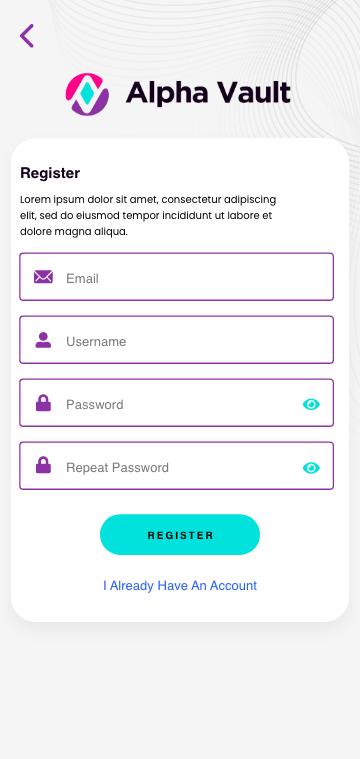 Alpha Vault
Register
Lorem ipsum dolor sit amet, consectetur adipiscing
elit, sed do eiusmod tempor incididunt ut labore et
dolore magna aliqua.
Email
Username
Password
Repeat Password
REGISTER
I Already Have An Account